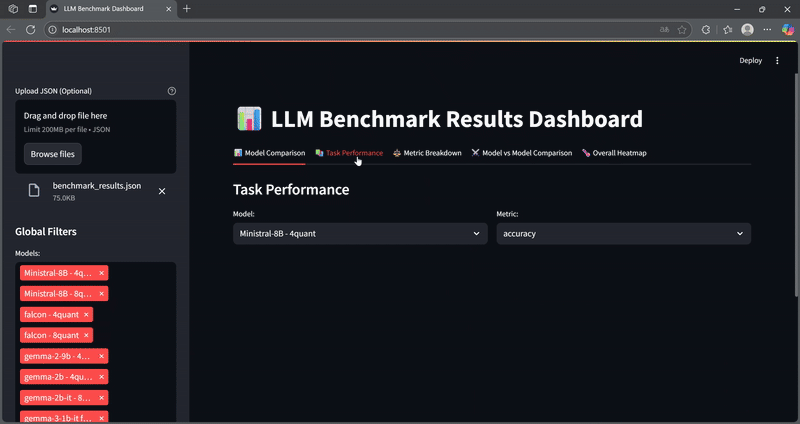 LLM Benchmark Dashboard
localhost:8501
Deploy
Upload JSON (Optional)
Drag and drop file here
Limit 200MB per file • JSON
Browse files
benchmark_results.json
75.0KB
Global Filters
Models:
Ministral-8B - 4q...
Ministral-8B - 8q...
falcon - 4quant
falcon - 8quant
gemma-2-9b - 4...
gemma-2b - 4qu...
gemma-2b-it - 8...
gemma-3-1b-it f...
LLM Benchmark Results Dashboard
Model Comparison
Task Performance
Metric Breakdown
Model vs Model Comparison
Overall Heatmap
Task Performance
Model:
Ministral-8B - 4quant
Metric:
accuracy